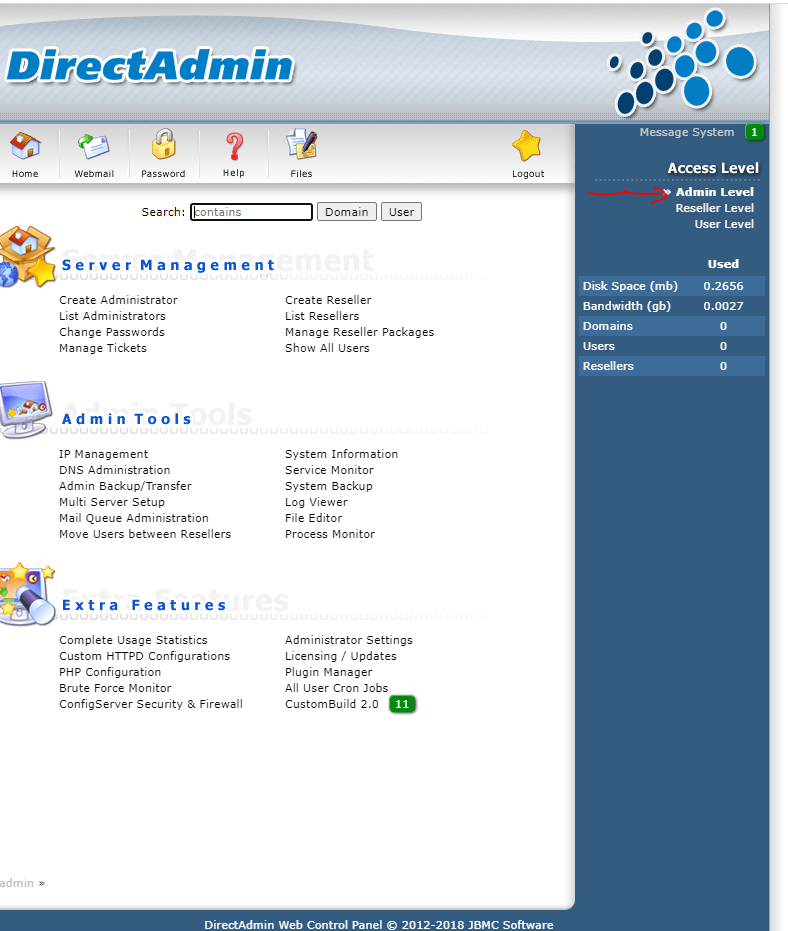 DirectAdmin
Message System 1
Home Webmail Password Help Files Logout
Access Level
» Admin Level
Reseller Level
User Level
Search: contains Domain User
Server Management
Server Management
Create Administrator Create Reseller
List Administrators List Resellers
Change Passwords Manage Reseller Packages
Manage Tickets Show All Users
Used
Disk Space (mb) 0.2656
Bandwidth (gb) 0.0027
Domains 0
Users 0
Resellers 0
Admin Tools
Admin Tools
IP Management System Information
DNS Administration Service Monitor
Admin Backup/Transfer System Backup
Multi Server Setup Log Viewer
Mail Queue Administration File Editor
Move Users between Resellers Process Monitor
Extra Features
Extra Features
Complete Usage Statistics Administrator Settings
Custom HTTPD Configurations Licensing / Updates
PHP Configuration Plugin Manager
Brute Force Monitor All User Cron Jobs
ConfigServer Security & Firewall CustomBuild 2.0 11
admin »
DirectAdmin Web Control Panel © 2012-2018 JBMC Software